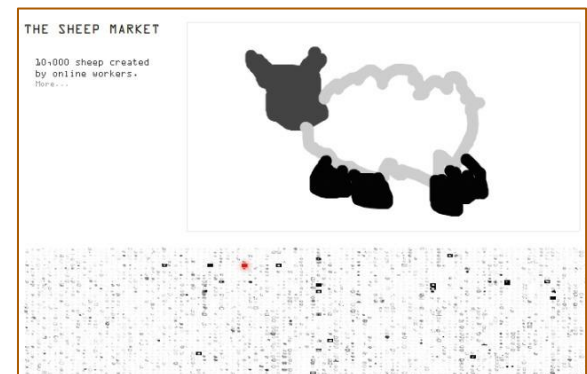 THE SHEEP MARKET
10,000 sheep created
by online workers.
More...